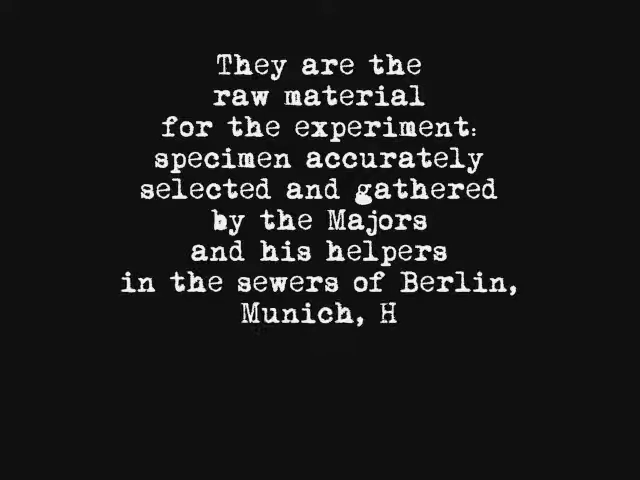 They are the
raw material
for the experiment:
specimen accurately
selected and gathered
by the Majors
and his helpers
in the sewers of Berlin,
Munich, H